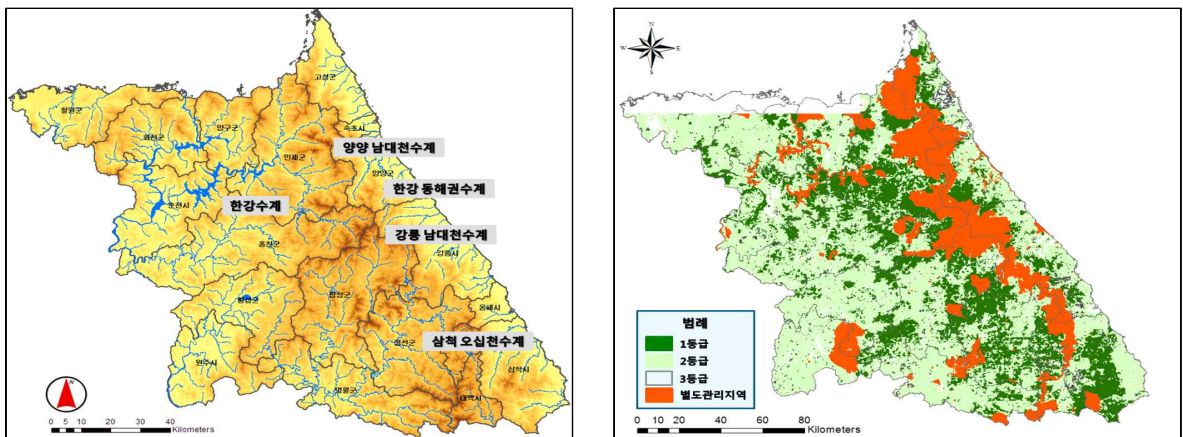 고성군
철원군
화천군
양구군
속초시
인제군
양양 남대천수계
양양군
한강 동해권수계
춘천시
한강수계
강릉 남대천수계
홍천군
강릉시
횡성군
평창군
동해시
정선군
삼척 오십천수계
원주시
삼척시
영월군
태백시
N
0 5 10 20 30 40
Kilometers
N
W E
S
범례
1등급
2등급
3등급
별도관리지역
0 10 20 40 60 80
Kilometers